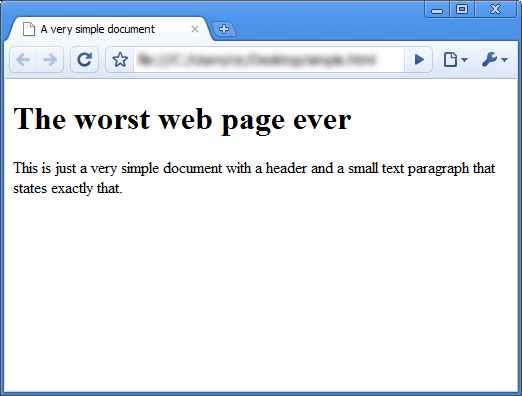 A very simple document
The worst web page ever
This is just a very simple document with a header and a small text paragraph that
states exactly that.